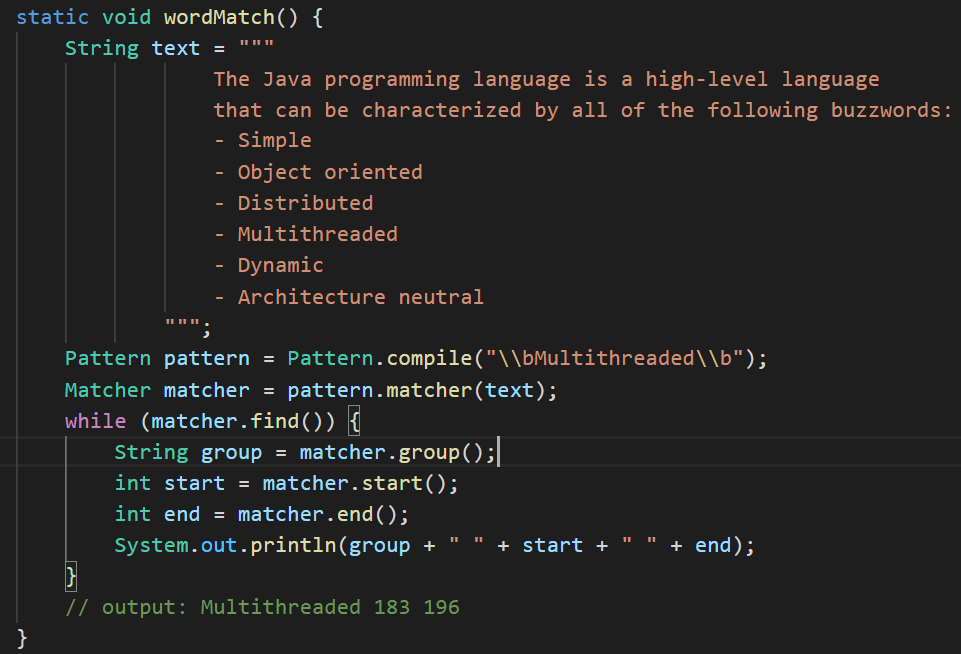 static void wordMatch() {
    String text = """
            The Java programming language is a high-level language
            that can be characterized by all of the following buzzwords:
            - Simple
            - Object oriented
            - Distributed
            - Multithreaded
            - Dynamic
            - Architecture neutral
        """;
    Pattern pattern = Pattern.compile("\\bMultithreaded\\b");
    Matcher matcher = pattern.matcher(text);
    while (matcher.find()) {
        String group = matcher.group();
        int start = matcher.start();
        int end = matcher.end();
        System.out.println(group + " " + start + " " + end);
    }
    // output: Multithreaded 183 196
}